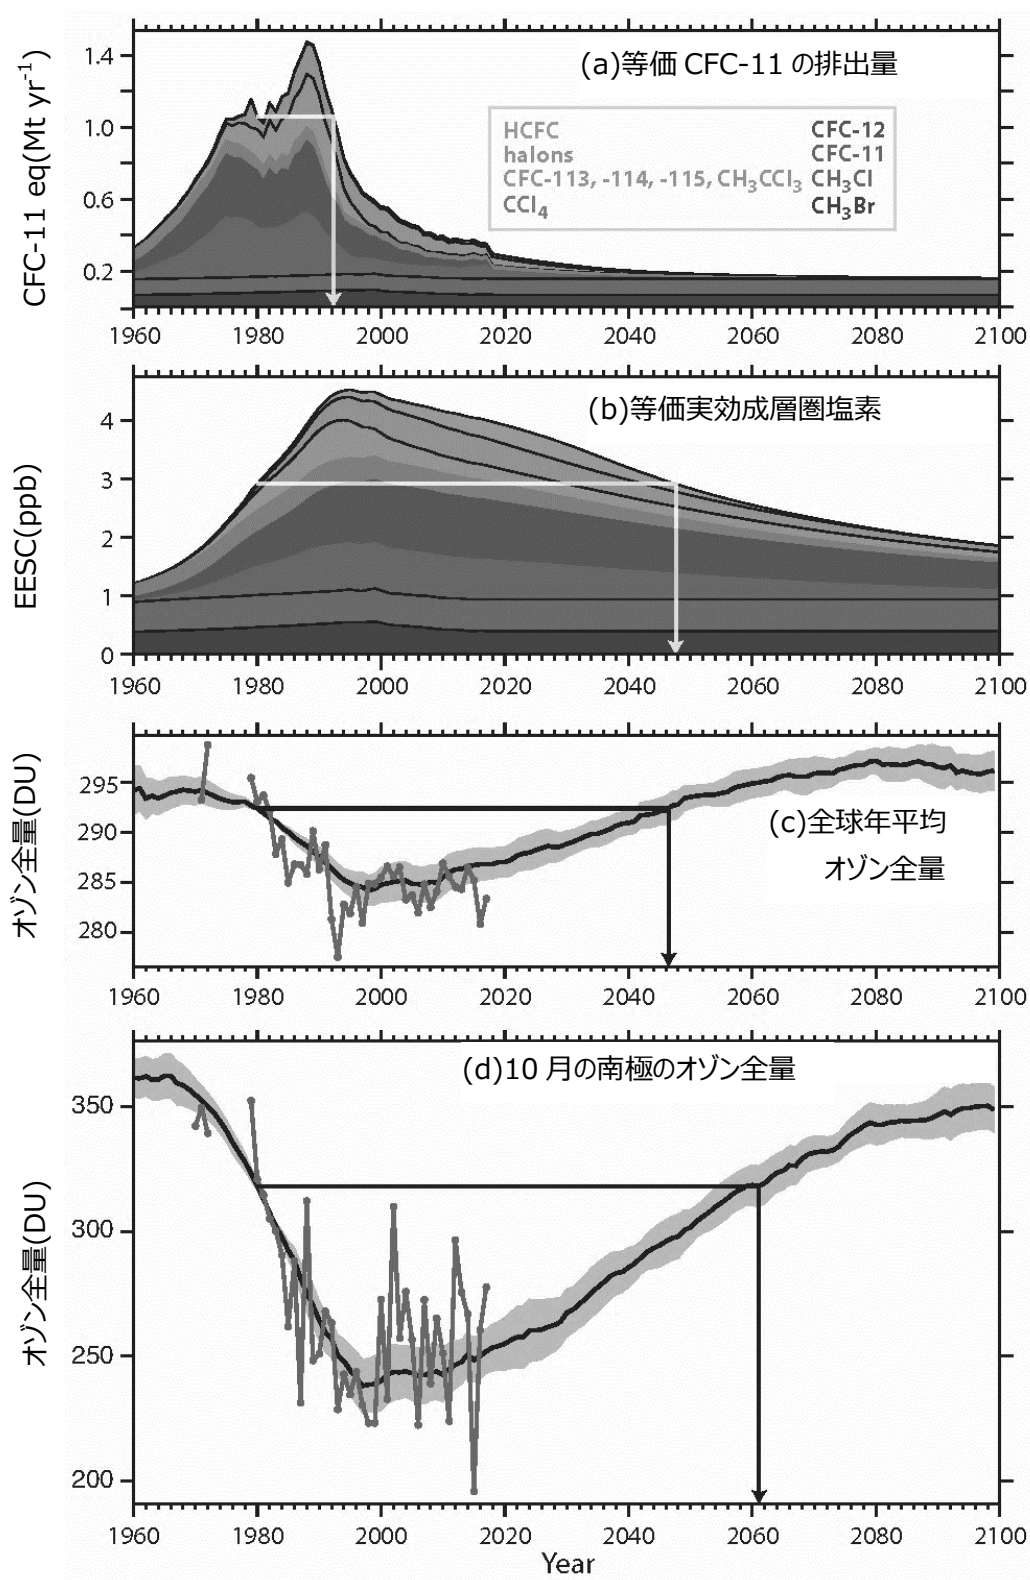 (a)等価 CFC-11 の排出量
CFC-11 eq(Mt yr⁻¹)
1.4
1.0
0.6
0.2
HCFC CFC-12
halons CFC-11
CFC-113, -114, -115, CH₃CCl₃ CH₃Cl
CCl₄ CH₃Br
1960 1980 2000 2020 2040 2060 2080 2100
(b)等価実効成層圏塩素
EESC(ppb)
4
3
2
1
0
1960 1980 2000 2020 2040 2060 2080 2100
オゾン全量(DU)
295
290
285
280
(c)全球年平均
オゾン全量
1960 1980 2000 2020 2040 2060 2080 2100
(d)10 月の南極のオゾン全量
オゾン全量(DU)
350
300
250
200
1960 1980 2000 2020 2040 2060 2080 2100
Year